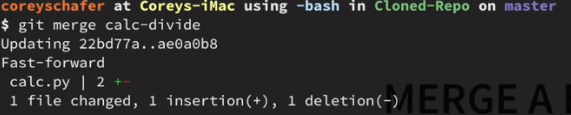 coreyschafer at Coreys-iMac using -bash in Cloned-Repo on master
$ git merge calc-divide
Updating 22bd77a..ae0a0b8
Fast-forward
 calc.py | 2 +-
 1 file changed, 1 insertion(+), 1 deletion(-)
MERGE A